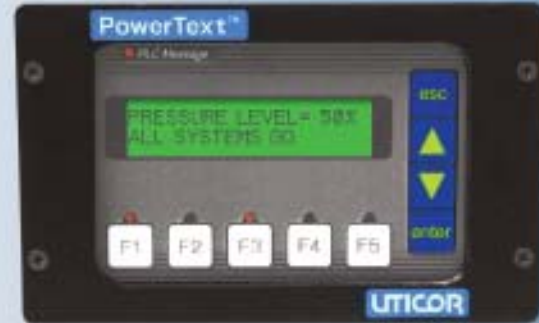 PowerText™
PLC Message
PRESSURE LEVEL= 50%
ALL SYSTEMS GO
esc
enter
F1 F2 F3 F4 F5
UTICOR